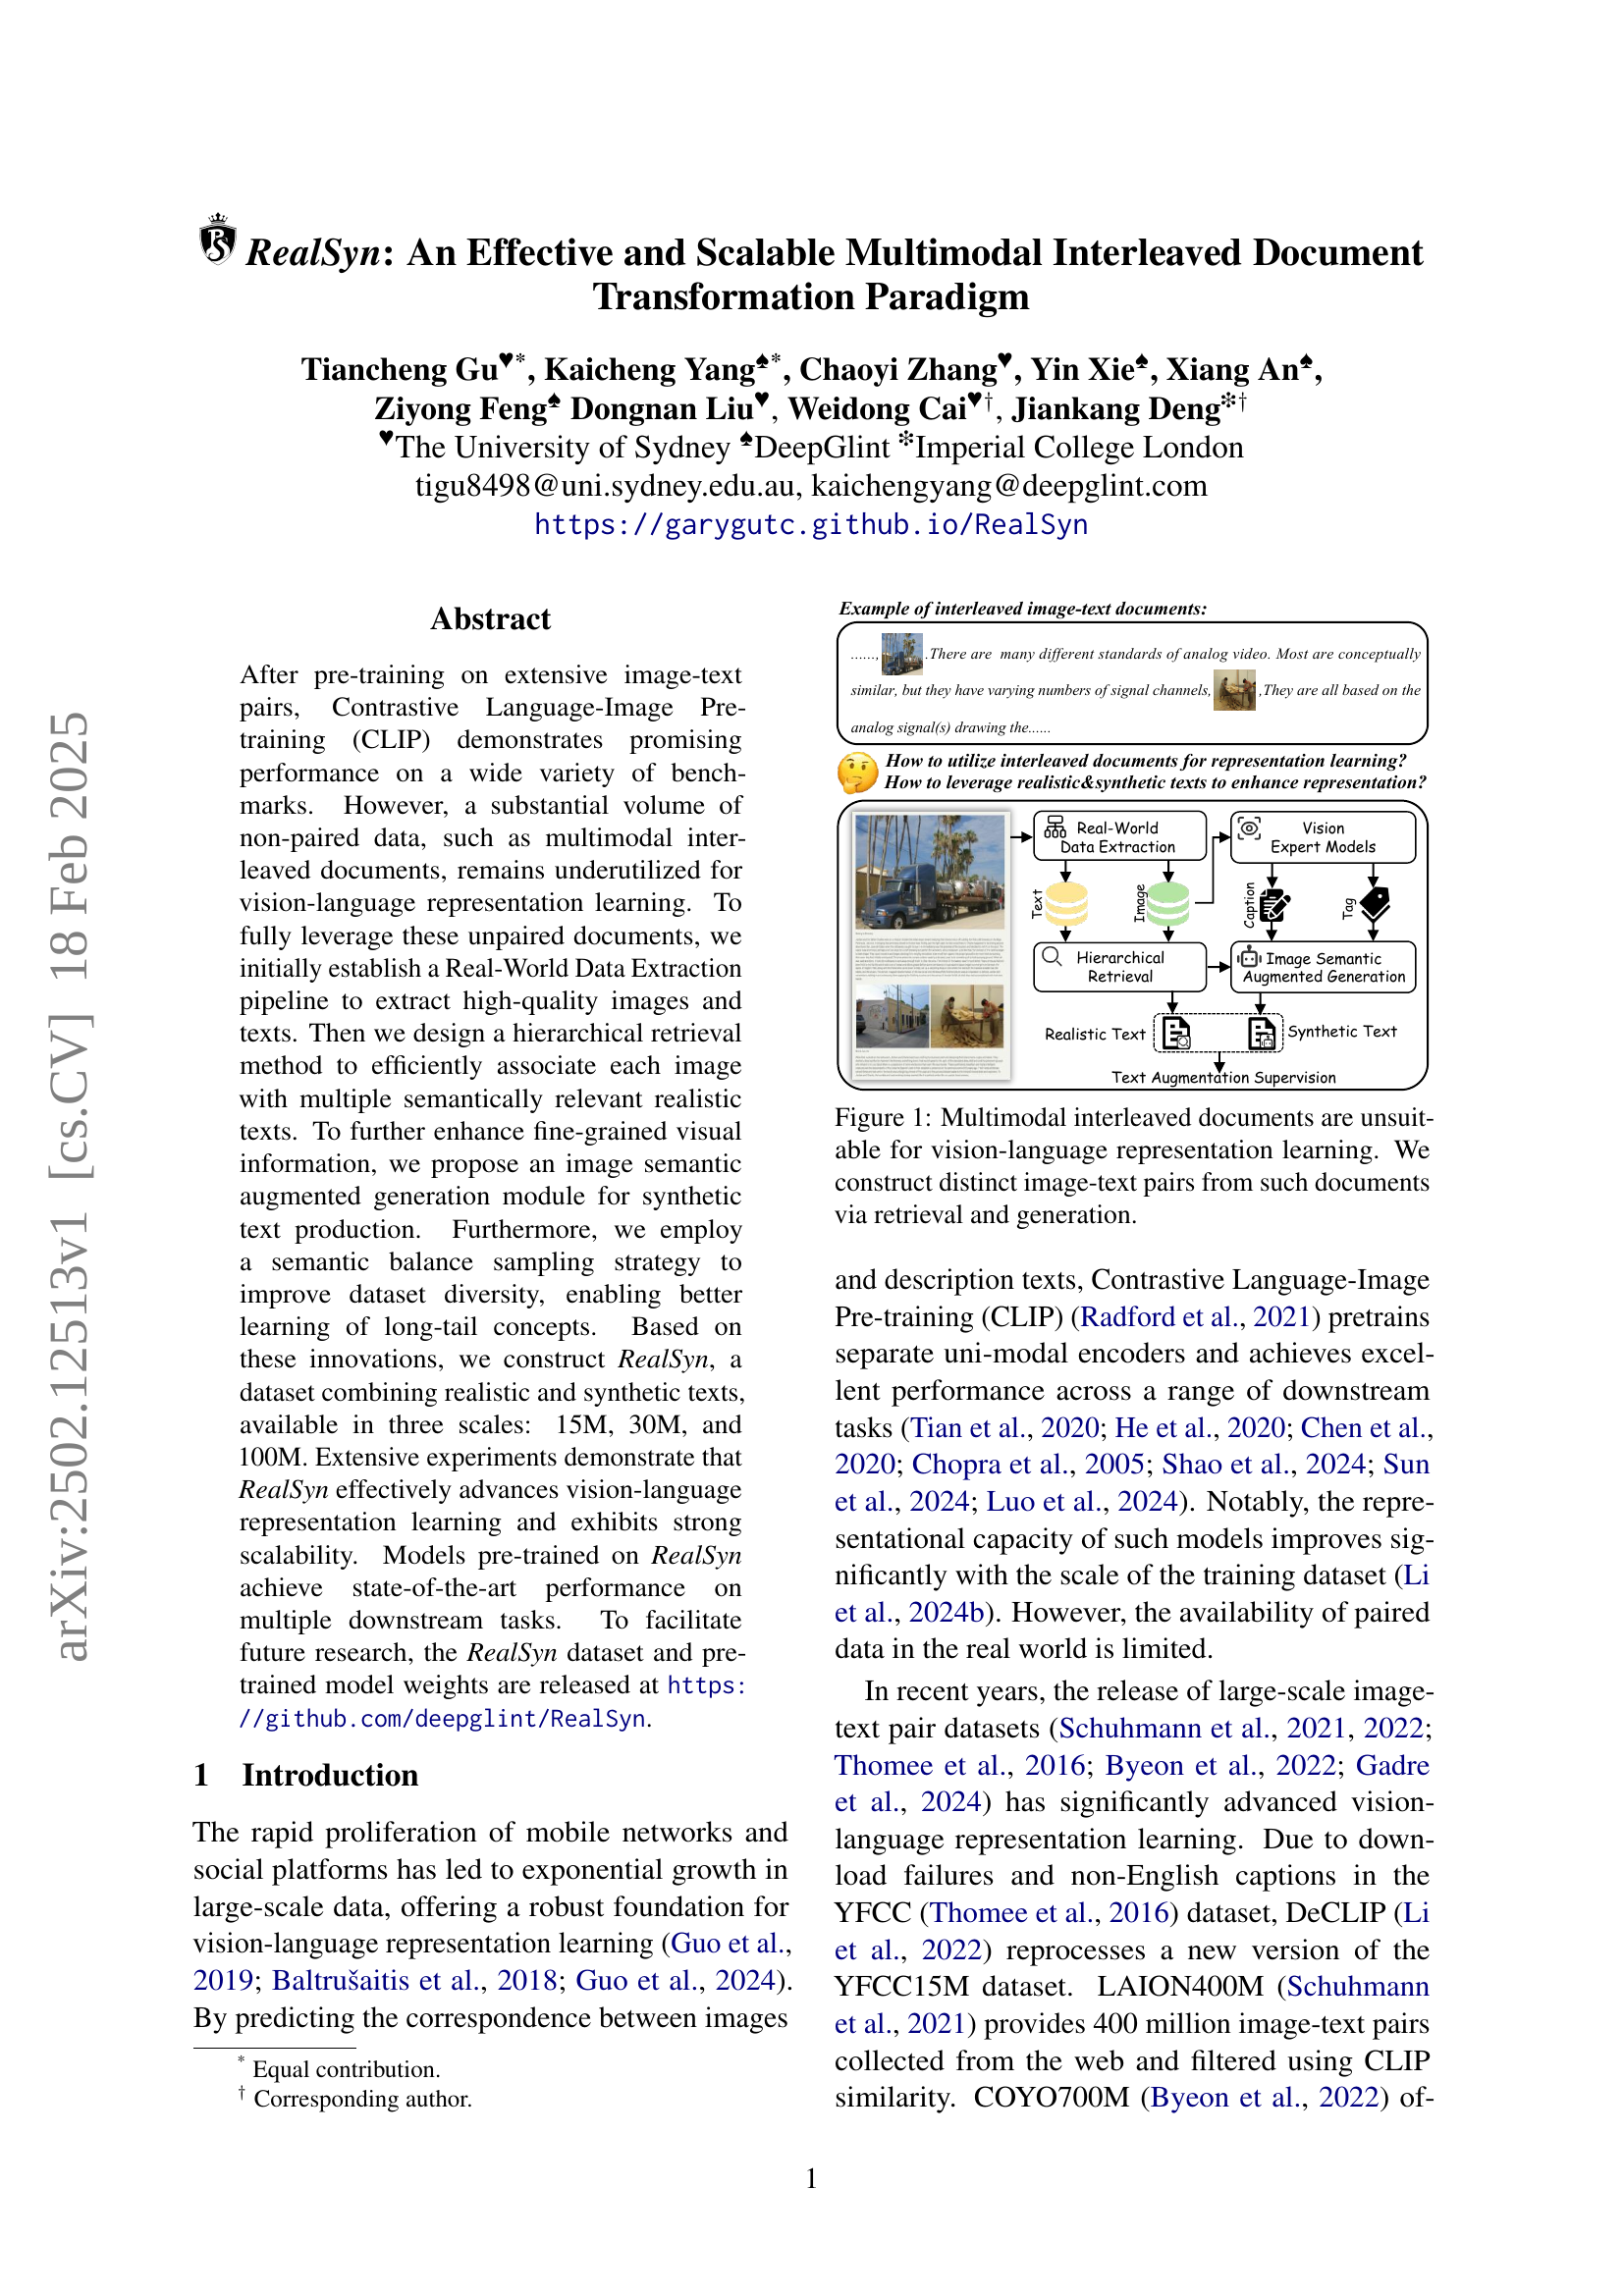 arXiv:2502.12513v1 [cs.CV] 18 Feb 2025
RealSyn: An Effective and Scalable Multimodal Interleaved Document
Transformation Paradigm
Tiancheng Gu♥*, Kaicheng Yang♠*, Chaoyi Zhang♥, Yin Xie♠, Xiang An♠,
Ziyong Feng♠ Dongnan Liu♥, Weidong Cai♥†, Jiankang Deng❇†
♥The University of Sydney ♠DeepGlint ❇Imperial College London
tigu8498@uni.sydney.edu.au, kaichengyang@deepglint.com
https://garygutc.github.io/RealSyn
Abstract
After pre-training on extensive image-text
pairs, Contrastive Language-Image Pre-
training (CLIP) demonstrates promising
performance on a wide variety of bench-
marks. However, a substantial volume of
non-paired data, such as multimodal inter-
leaved documents, remains underutilized for
vision-language representation learning. To
fully leverage these unpaired documents, we
initially establish a Real-World Data Extraction
pipeline to extract high-quality images and
texts. Then we design a hierarchical retrieval
method to efficiently associate each image
with multiple semantically relevant realistic
texts. To further enhance fine-grained visual
information, we propose an image semantic
augmented generation module for synthetic
text production. Furthermore, we employ
a semantic balance sampling strategy to
improve dataset diversity, enabling better
learning of long-tail concepts. Based on
these innovations, we construct RealSyn, a
dataset combining realistic and synthetic texts,
available in three scales: 15M, 30M, and
100M. Extensive experiments demonstrate that
RealSyn effectively advances vision-language
representation learning and exhibits strong
scalability. Models pre-trained on RealSyn
achieve state-of-the-art performance on
multiple downstream tasks. To facilitate
future research, the RealSyn dataset and pre-
trained model weights are released at https:
//github.com/deepglint/RealSyn.
1 Introduction
The rapid proliferation of mobile networks and
social platforms has led to exponential growth in
large-scale data, offering a robust foundation for
vision-language representation learning (Guo et al.,
2019; Baltrušaitis et al., 2018; Guo et al., 2024).
By predicting the correspondence between images
* Equal contribution.
† Corresponding author.
Example of interleaved image-text documents:
......, .There are many different standards of analog video. Most are conceptually
similar, but they have varying numbers of signal channels, ,They are all based on the
analog signal(s) drawing the......
How to utilize interleaved documents for representation learning?
How to leverage realistic&synthetic texts to enhance representation?
Real-World
Data Extraction
Vision
Expert Models
Text
Image
Caption
Tag
Hierarchical
Retrieval
Image Semantic
Augmented Generation
Realistic Text
Synthetic Text
Text Augmentation Supervision
Figure 1: Multimodal interleaved documents are unsuit-
able for vision-language representation learning. We
construct distinct image-text pairs from such documents
via retrieval and generation.
and description texts, Contrastive Language-Image
Pre-training (CLIP) (Radford et al., 2021) pretrains
separate uni-modal encoders and achieves excel-
lent performance across a range of downstream
tasks (Tian et al., 2020; He et al., 2020; Chen et al.,
2020; Chopra et al., 2005; Shao et al., 2024; Sun
et al., 2024; Luo et al., 2024). Notably, the repre-
sentational capacity of such models improves sig-
nificantly with the scale of the training dataset (Li
et al., 2024b). However, the availability of paired
data in the real world is limited.
In recent years, the release of large-scale image-
text pair datasets (Schuhmann et al., 2021, 2022;
Thomee et al., 2016; Byeon et al., 2022; Gadre
et al., 2024) has significantly advanced vision-
language representation learning. Due to down-
load failures and non-English captions in the
YFCC (Thomee et al., 2016) dataset, DeCLIP (Li
et al., 2022) reprocesses a new version of the
YFCC15M dataset. LAION400M (Schuhmann
et al., 2021) provides 400 million image-text pairs
collected from the web and filtered using CLIP
similarity. COYO700M (Byeon et al., 2022) of-
1